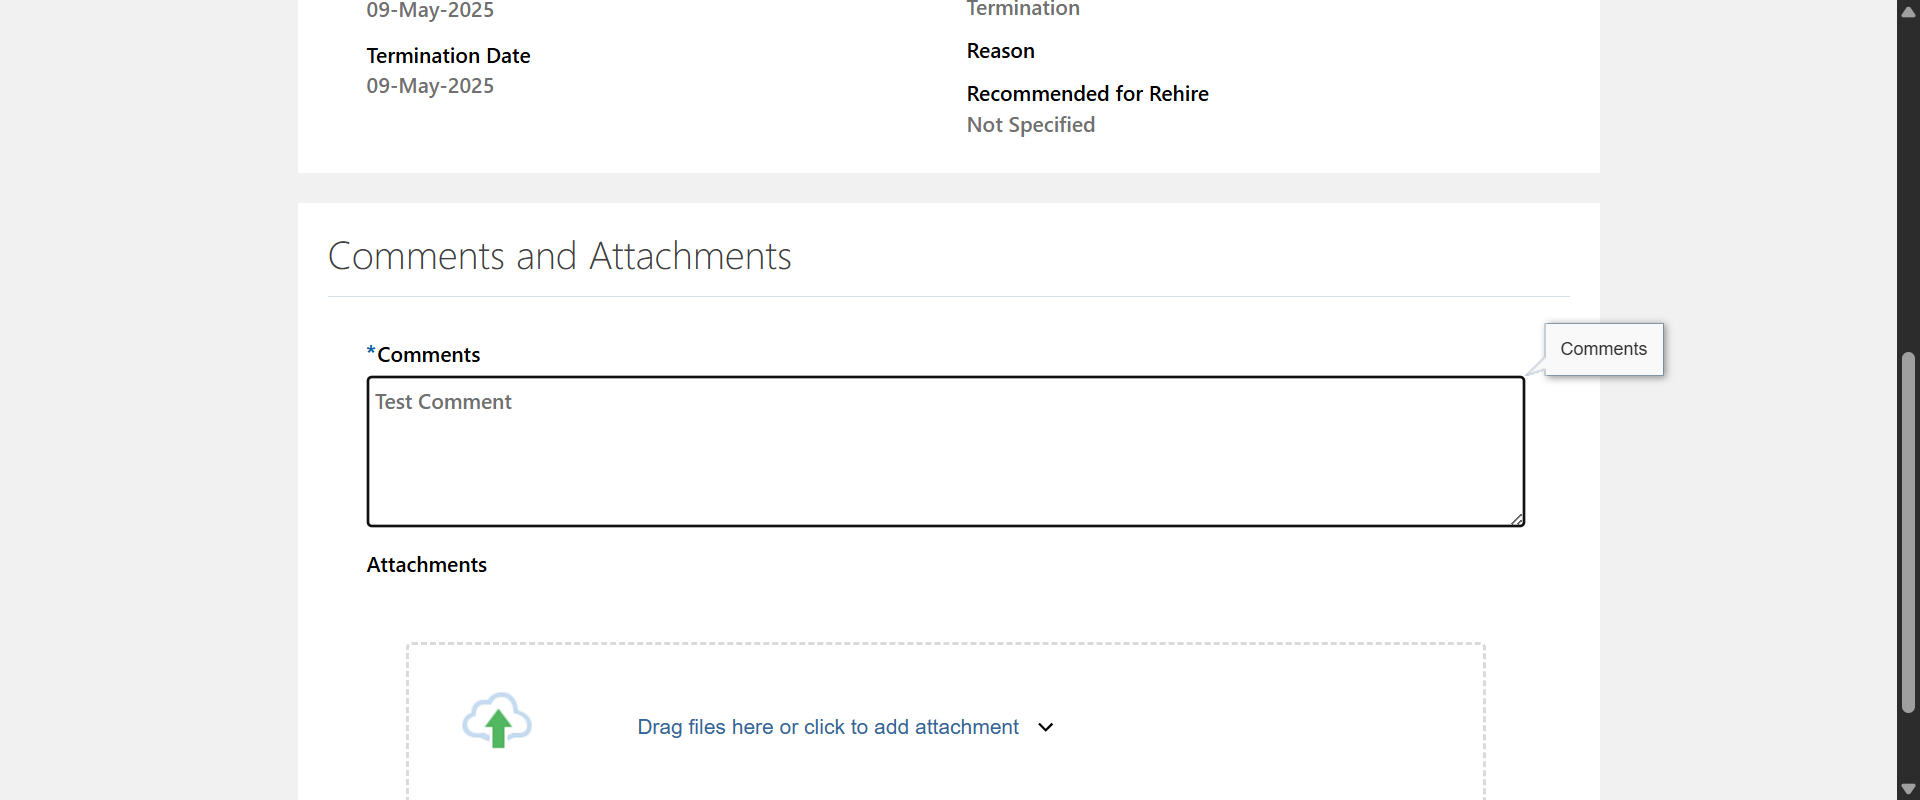 09-May-2025
Termination
Termination Date
09-May-2025
Reason
Recommended for Rehire
Not Specified
Comments and Attachments
*Comments
Comments
Test Comment
Attachments
Drag files here or click to add attachment